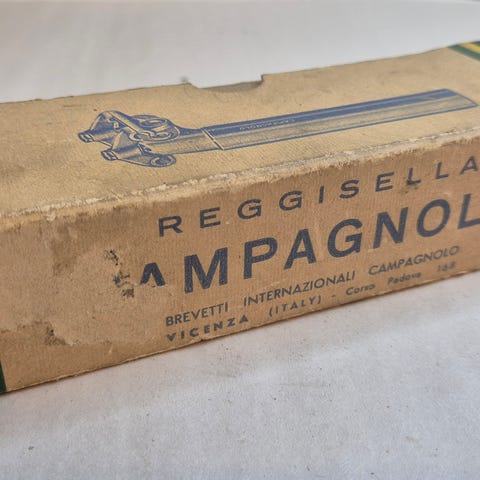 REGGISELLA
AMPAGNOL
BREVETTI INTERNAZIONALI CAMPAGNOLO
VICENZA (ITALY) - Corso Padova 168